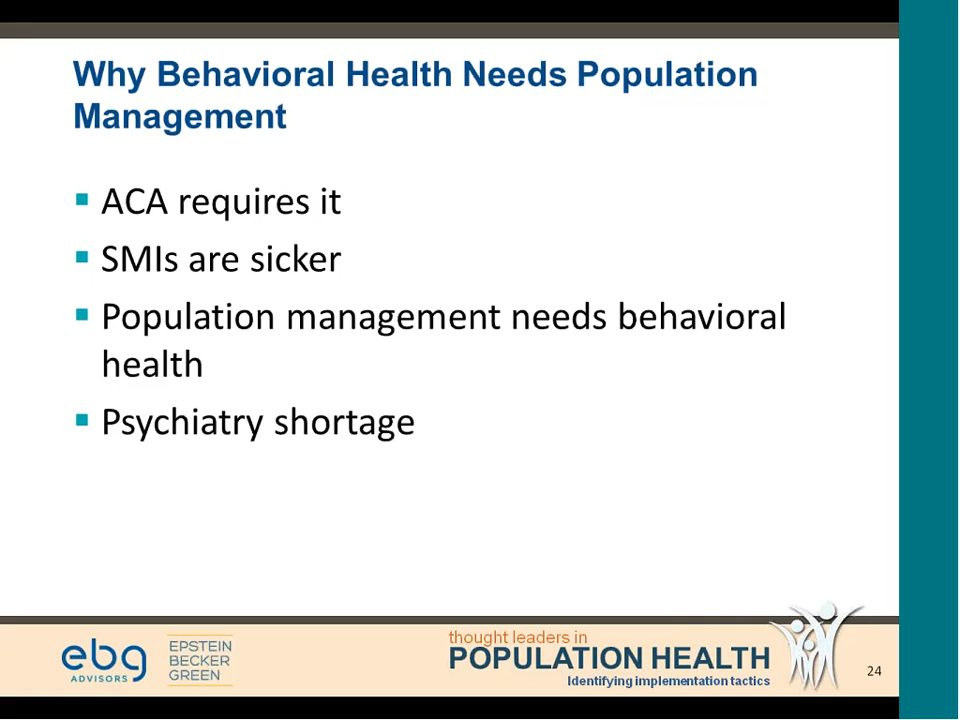 Why Behavioral Health Needs Population
Management
▪ ACA requires it
▪ SMIs are sicker
▪ Population management needs behavioral
health
▪ Psychiatry shortage
ebg
ADVISORS
EPSTEIN
BECKER
GREEN
thought leaders in
POPULATION HEALTH
Identifying implementation tactics
24